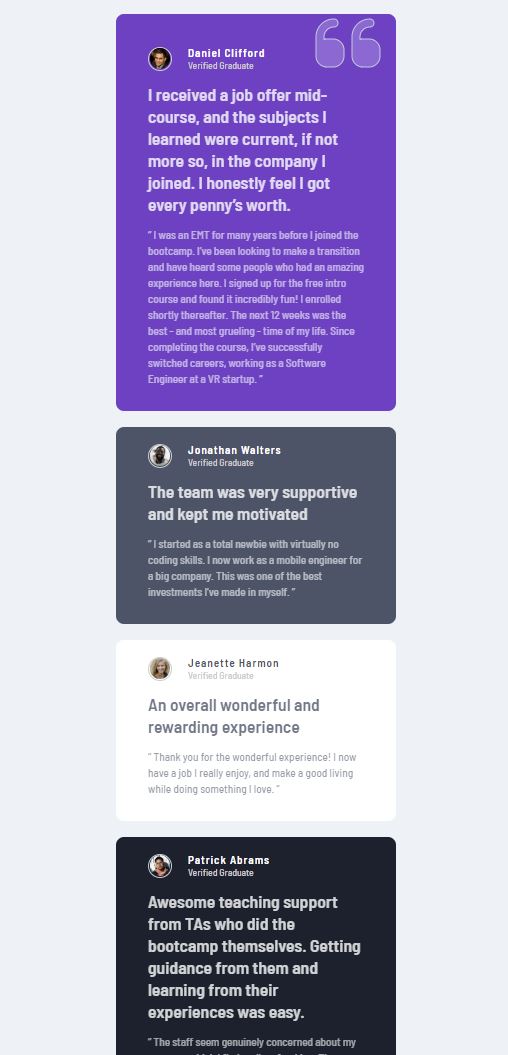 Daniel Clifford
Verified Graduate
I received a job offer mid-
course, and the subjects I
learned were current, if not
more so, in the company I
joined. I honestly feel I got
every penny's worth.
" I was an EMT for many years before I joined the
bootcamp. I've been looking to make a transition
and have heard some people who had an amazing
experience here. I signed up for the free intro
course and found it incredibly fun! I enrolled
shortly thereafter. The next 12 weeks was the
best - and most grueling - time of my life. Since
completing the course, I've successfully
switched careers, working as a Software
Engineer at a VR startup. "
Jonathan Walters
Verified Graduate
The team was very supportive
and kept me motivated
" I started as a total newbie with virtually no
coding skills. I now work as a mobile engineer for
a big company. This was one of the best
investments I've made in myself. "
Jeanette Harmon
Verified Graduate
An overall wonderful and
rewarding experience
" Thank you for the wonderful experience! I now
have a job I really enjoy, and make a good living
while doing something I love. "
Patrick Abrams
Verified Graduate
Awesome teaching support
from TAs who did the
bootcamp themselves. Getting
guidance from them and
learning from their
experiences was easy.
" The staff seem genuinely concerned about my